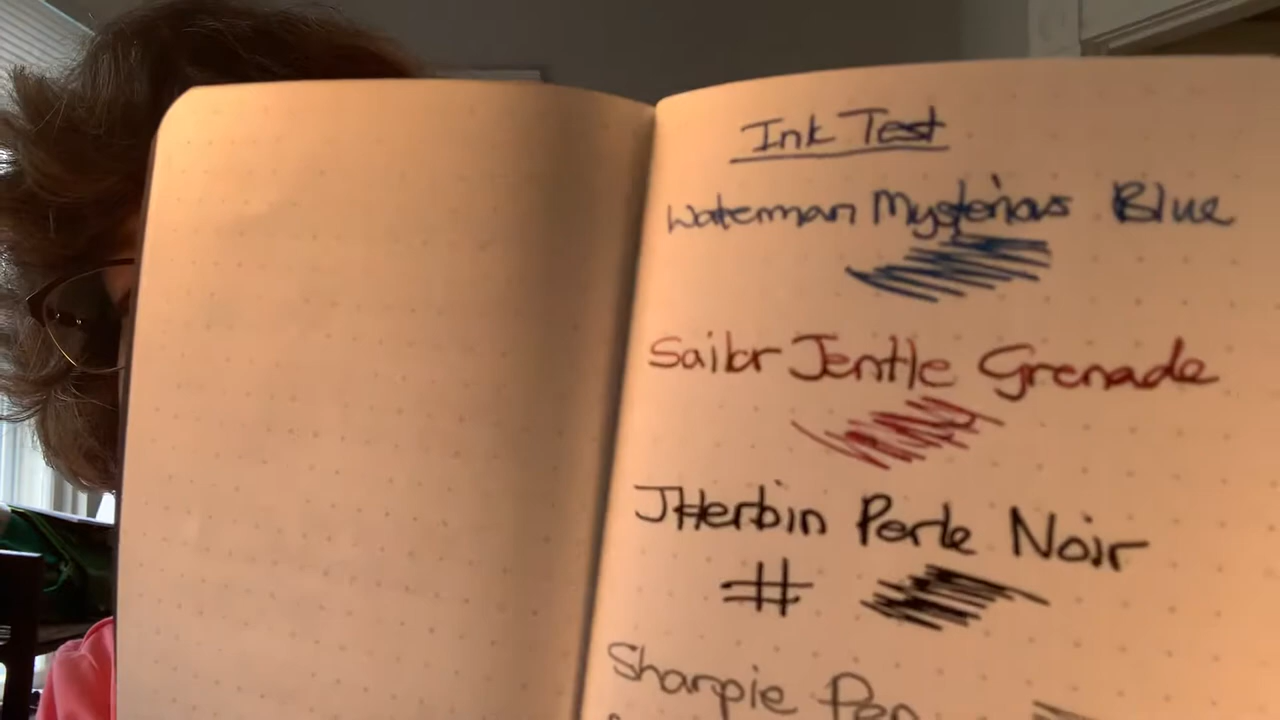 Ink Test
Waterman Mysterious Blue
Sailor Jentle Grenade
JHerbin Perle Noir
#
Sharpie Pen